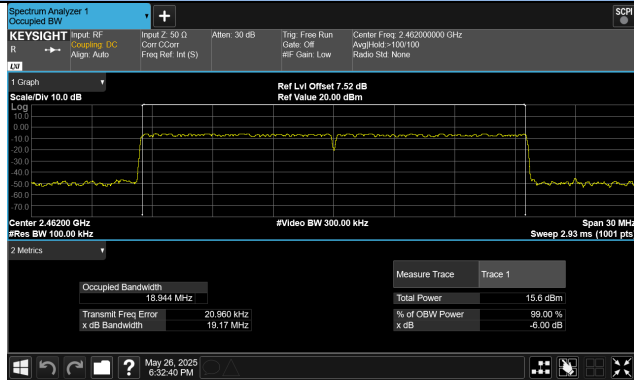 Spectrum Analyzer 1
Occupied BW
SCPI
KEYSIGHT Input: RF Input Z: 50 Ω Atten: 30 dB Trig: Free Run Center Freq: 2.462000000 GHz
R Coupling: DC Corr CCorr Gate: Off Avg|Hold:>100/100
Align: Auto Freq Ref: Int (S) #IF Gain: Low Radio Std: None
LXI
1 Graph
Ref Lvl Offset 7.52 dB
Scale/Div 10.0 dB Ref Value 20.00 dBm
Log
10.0
0.00
-10.0
-20.0
-30.0
-40.0
-50.0
-60.0
-70.0
Center 2.46200 GHz #Video BW 300.00 kHz Span 30 MHz
#Res BW 100.00 kHz Sweep 2.93 ms (1001 pts)
2 Metrics
Measure Trace Trace 1
Occupied Bandwidth
18.944 MHz
Total Power 15.6 dBm
Transmit Freq Error 20.960 kHz % of OBW Power 99.00 %
x dB Bandwidth 19.17 MHz x dB -6.00 dB
May 26, 2025
6:32:40 PM